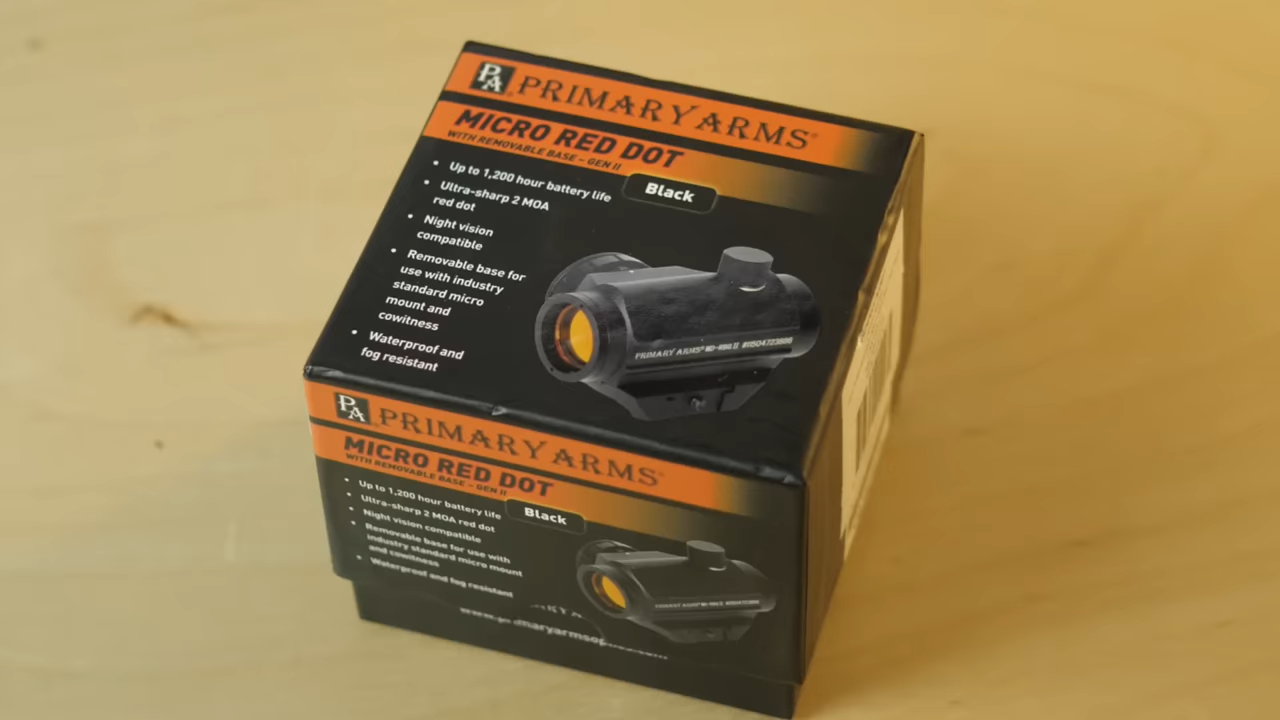 PA PRIMARY ARMS®
MICRO RED DOT
WITH REMOVABLE BASE – GEN II
Black
• Up to 1,200 hour battery life
• Ultra-sharp 2 MOA
red dot
• Night vision
compatible
• Removable base for
use with industry
standard micro
mount and
cowitness
• Waterproof and
fog resistant
PRIMARY ARMS®
PA PRIMARY ARMS®
MICRO RED DOT
WITH REMOVABLE BASE – GEN II
Black
• Up to 1,200 hour battery life
• Ultra-sharp 2 MOA red dot
• Night vision compatible
• Removable base for use with
industry standard micro mount
and cowitness
• Waterproof and fog resistant